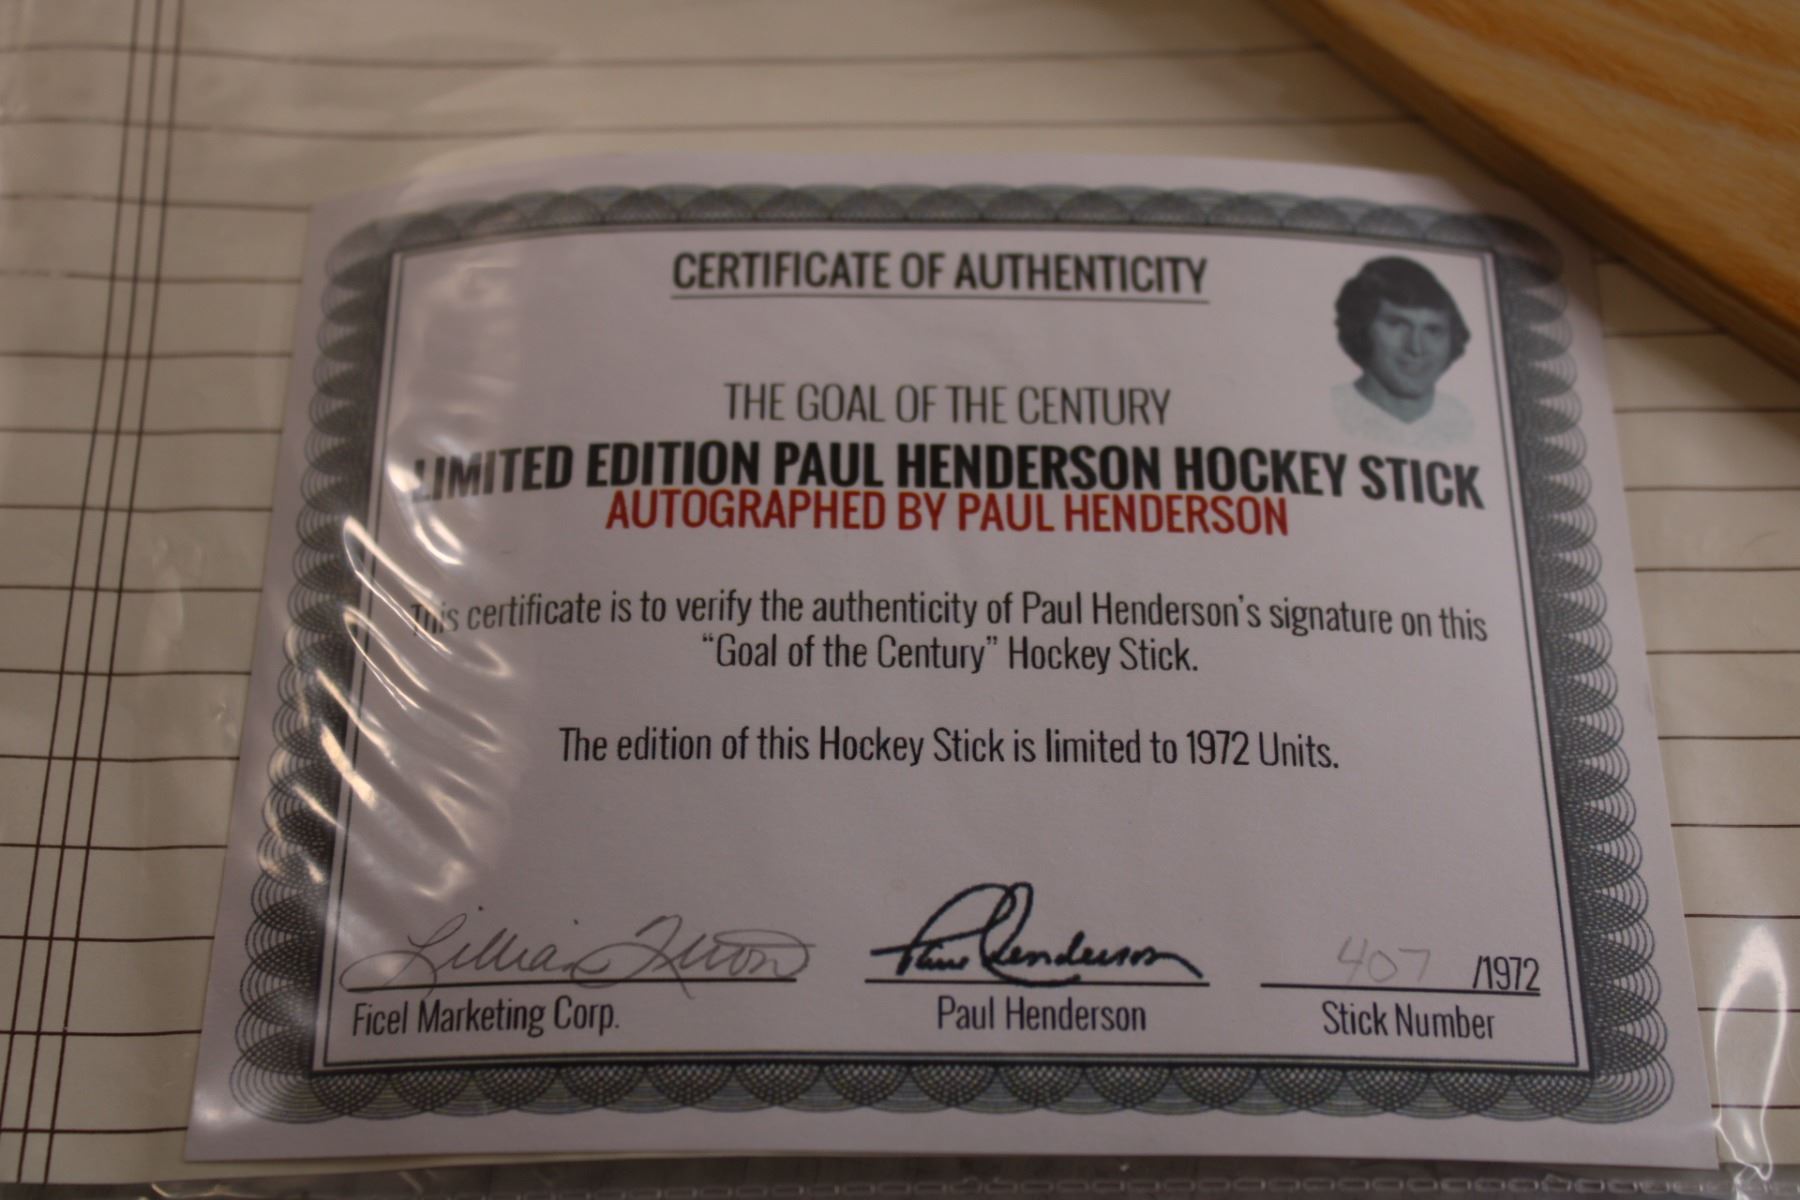 CERTIFICATE OF AUTHENTICITY
THE GOAL OF THE CENTURY
LIMITED EDITION PAUL HENDERSON HOCKEY STICK
AUTOGRAPHED BY PAUL HENDERSON
This certificate is to verify the authenticity of Paul Henderson's signature on this
“Goal of the Century” Hockey Stick.
The edition of this Hockey Stick is limited to 1972 Units.
Lillian Paul Henderson 407 /1972
Ficel Marketing Corp. Paul Henderson Stick Number